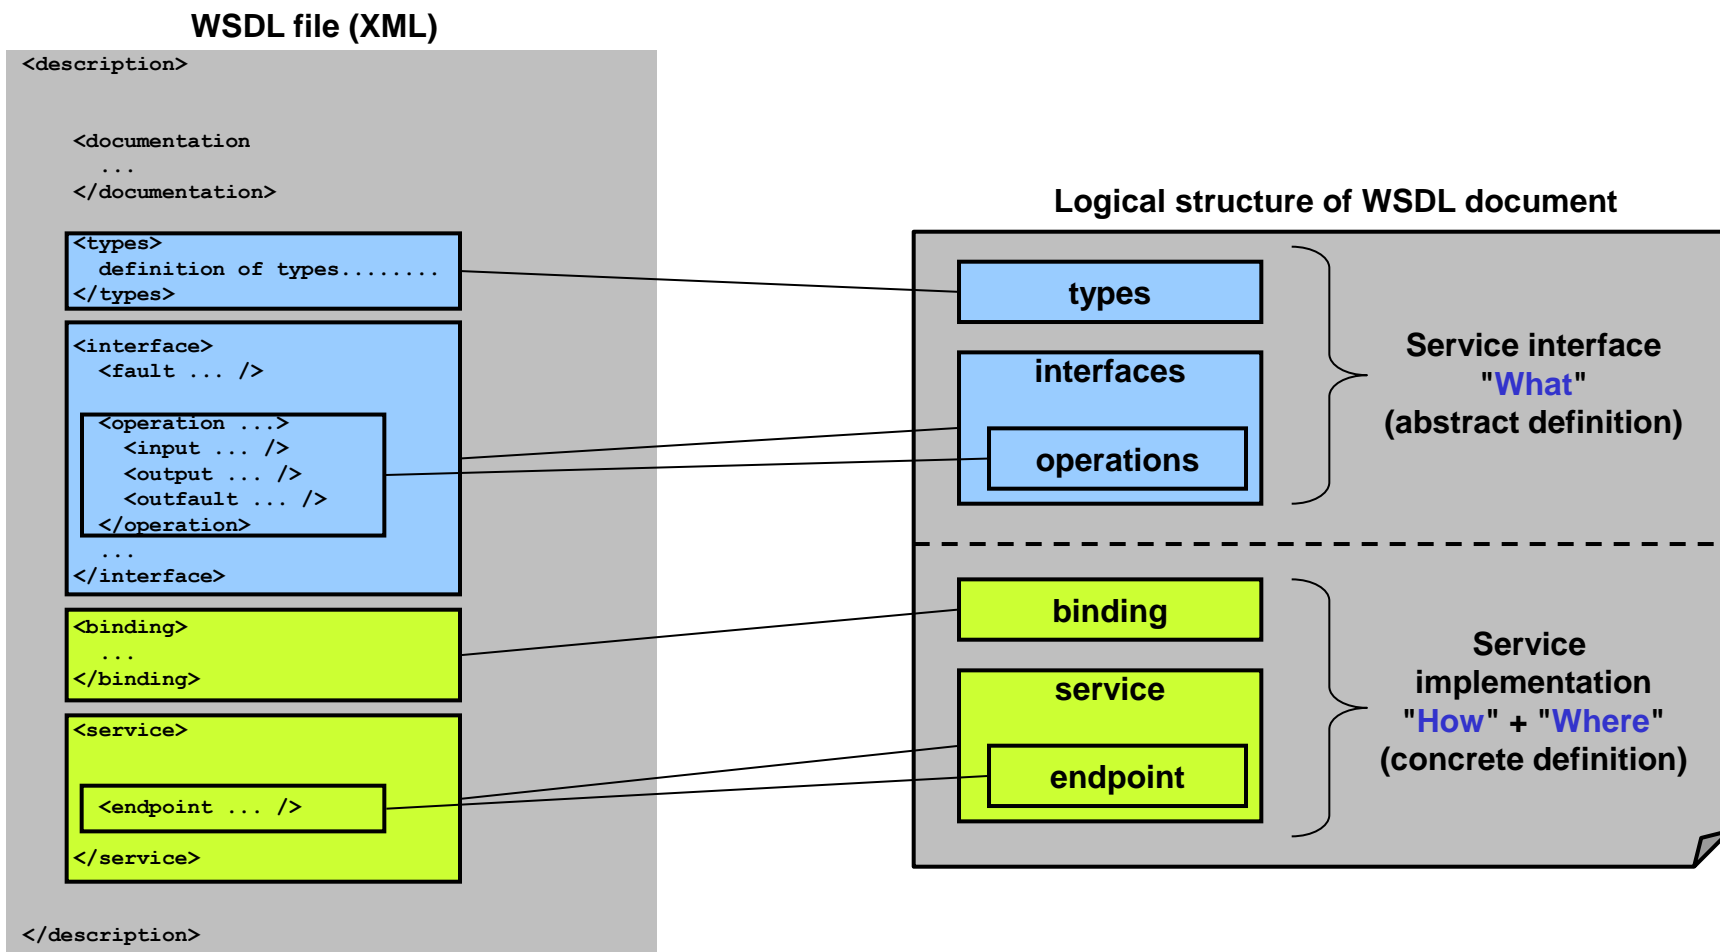 WSDL file (XML)
<description>
<documentation
...
</documentation>
<types>
definition of types........
</types>
<interface>
<fault ... />
<operation ...>
<input ... />
<output ... />
<outfault ... />
</operation>
...
</interface>
<binding>
...
</binding>
<service>
<endpoint ... />
</service>
</description>
Logical structure of WSDL document
types
interfaces
operations
Service interface
"What"
(abstract definition)
binding
service
endpoint
Service
implementation
"How" + "Where"
(concrete definition)